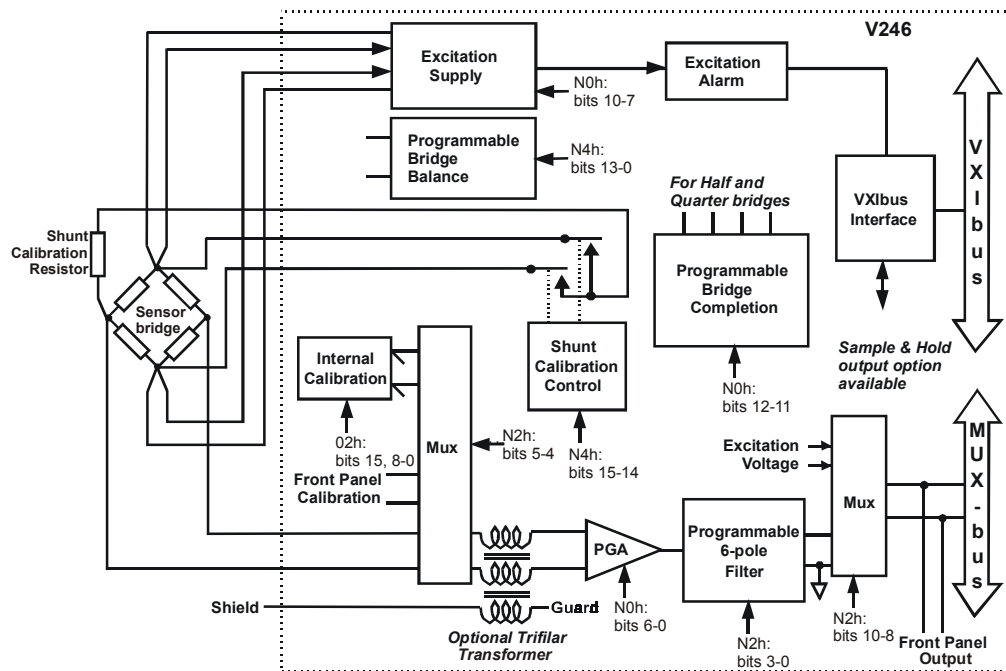 V246
Excitation
Supply
Excitation
Alarm
N0h:
bits 10-7
Programmable
Bridge
Balance
N4h:
bits 13-0
For Half and
Quarter bridges
VXIbus
Interface
VXIbus
Shunt
Calibration
Resistor
Sensor
bridge
Programmable
Bridge
Completion
Internal
Calibration
Shunt
Calibration
Control
Sample & Hold
output option
available
N0h:
bits 12-11
02h:
bits 15, 8-0
Mux
N2h:
bits 5-4
N4h:
bits 15-14
Front Panel
Calibration
Excitation
Voltage
Mux
MUX-bus
PGA
Programmable
6-pole
Filter
Shield
Guard
N0h:
bits 6-0
Optional Trifilar
Transformer
N2h:
bits 3-0
N2h:
bits 10-8
Front Panel
Output